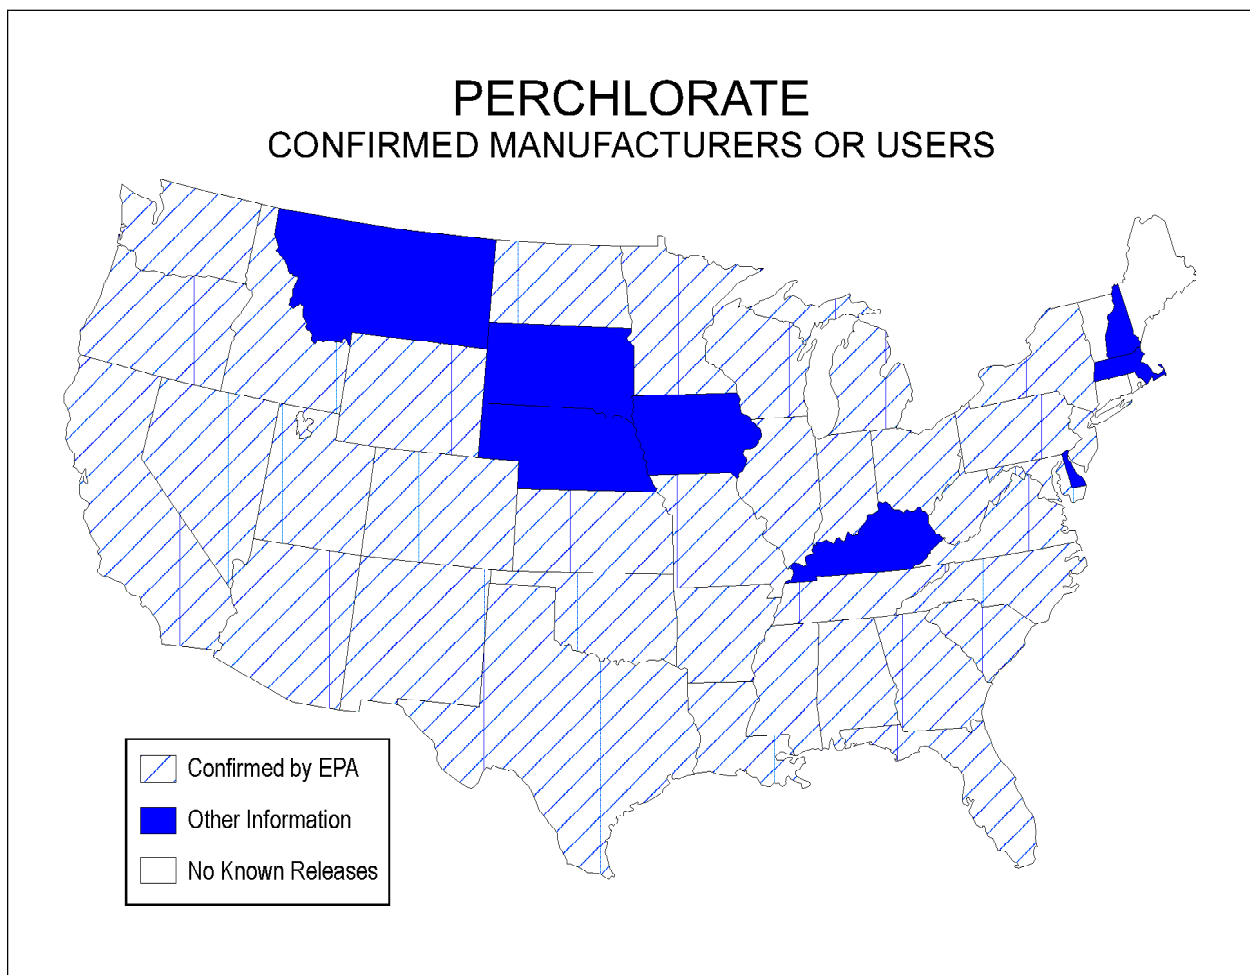 PERCHLORATE
CONFIRMED MANUFACTURERS OR USERS
Confirmed by EPA
Other Information
No Known Releases